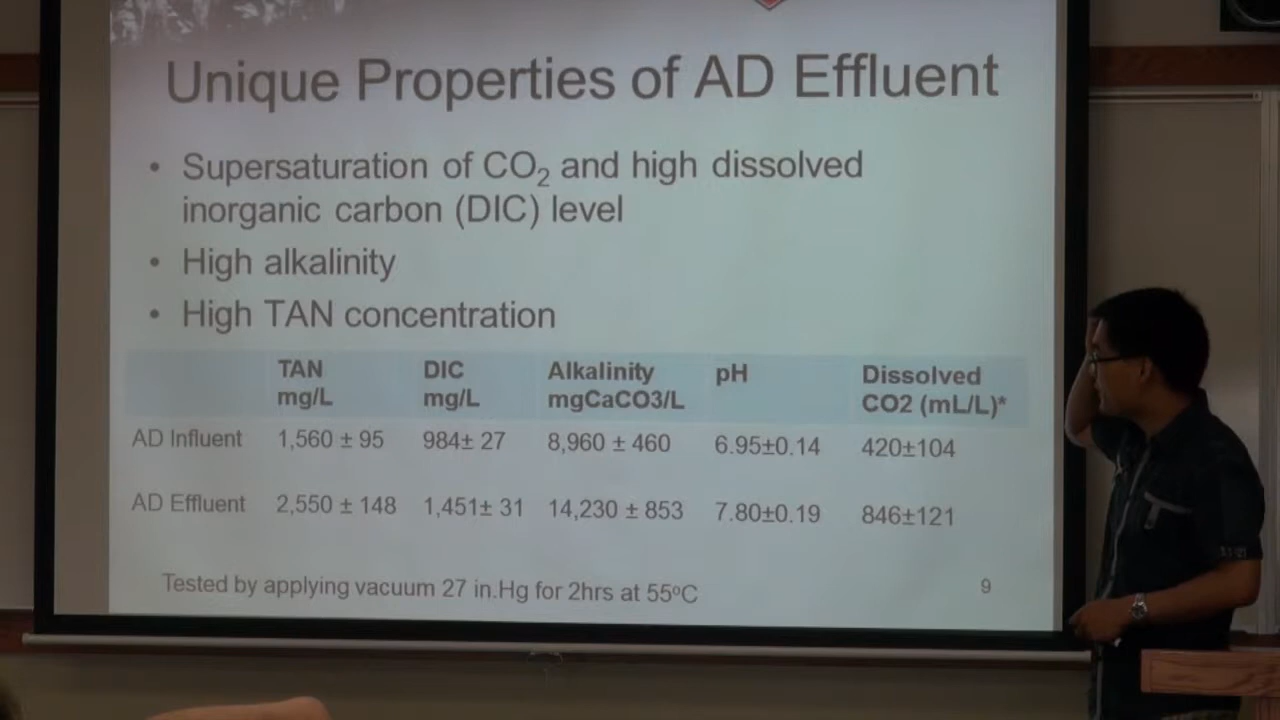 Unique Properties of AD Effluent
• Supersaturation of CO₂ and high dissolved
inorganic carbon (DIC) level
• High alkalinity
• High TAN concentration
TAN mg/L DIC mg/L Alkalinity mgCaCO3/L pH Dissolved CO2 (mL/L)*
AD Influent 1,560 ± 95 984± 27 8,960 ± 460 6.95±0.14 420±104
AD Effluent 2,550 ± 148 1,451± 31 14,230 ± 853 7.80±0.19 846±121
Tested by applying vacuum 27 in.Hg for 2hrs at 55ºC
9